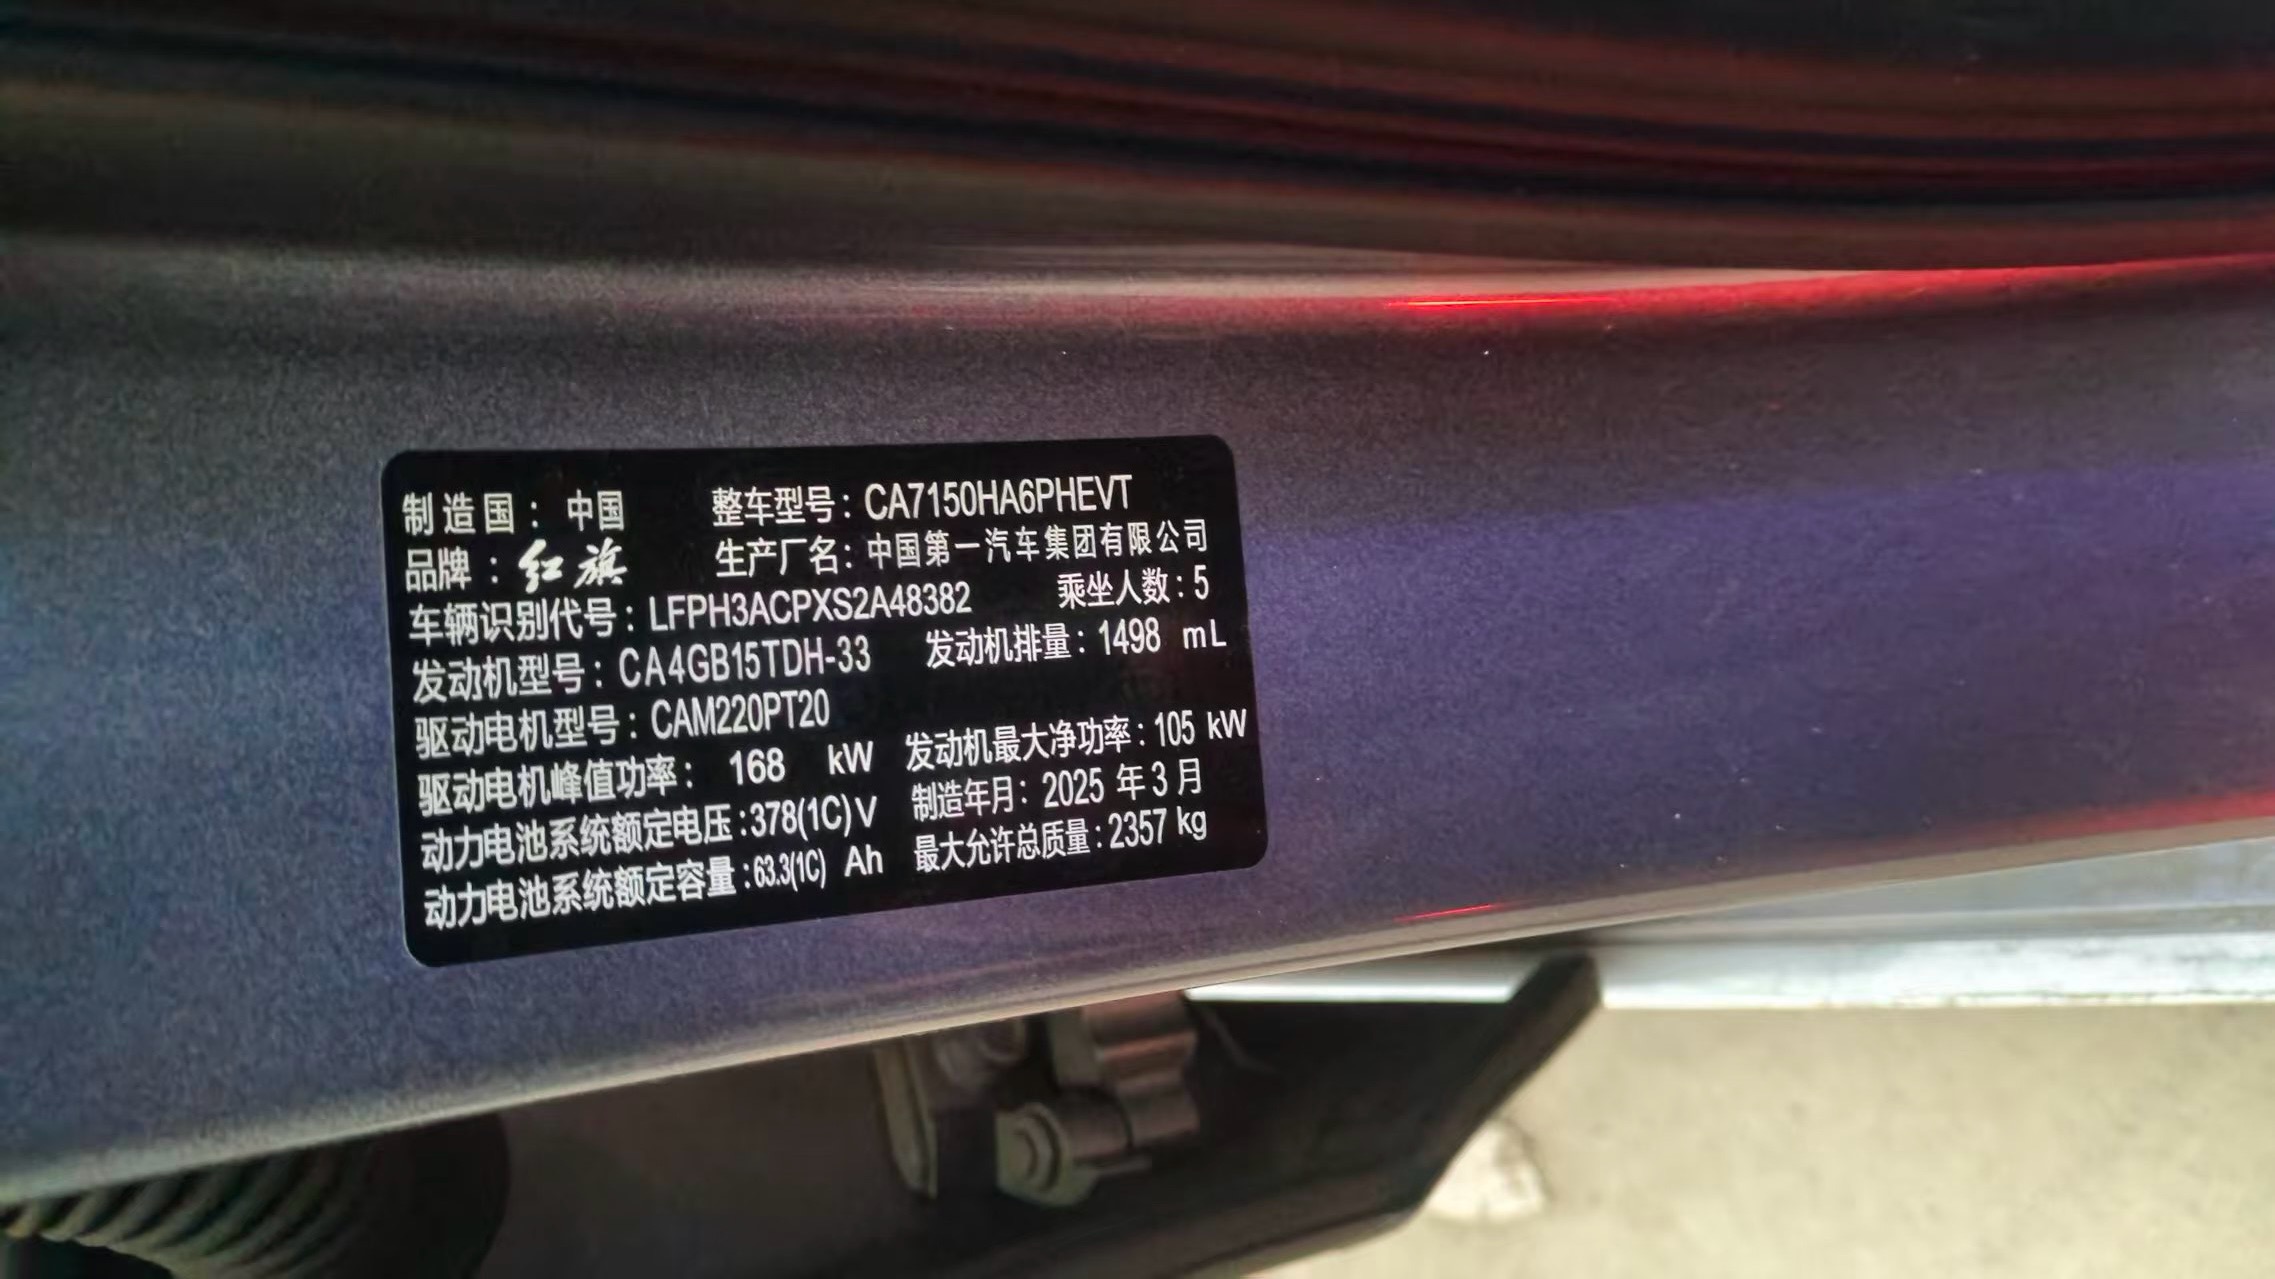 制造国：中国 整车型号：CA7150HA6PHEVT
品牌：红旗 生产厂名：中国第一汽车集团有限公司
车辆识别代号：LFPH3ACPXS2A48382 乘坐人数：5
发动机型号：CA4GB15TDH-33 发动机排量：1498 mL
驱动电机型号：CAM220PT20
驱动电机峰值功率：168 kW 发动机最大净功率：105 kW
动力电池系统额定电压：378(1C) V 制造年月：2025 年 3 月
动力电池系统额定容量：63.3(1C) Ah 最大允许总质量：2357 kg